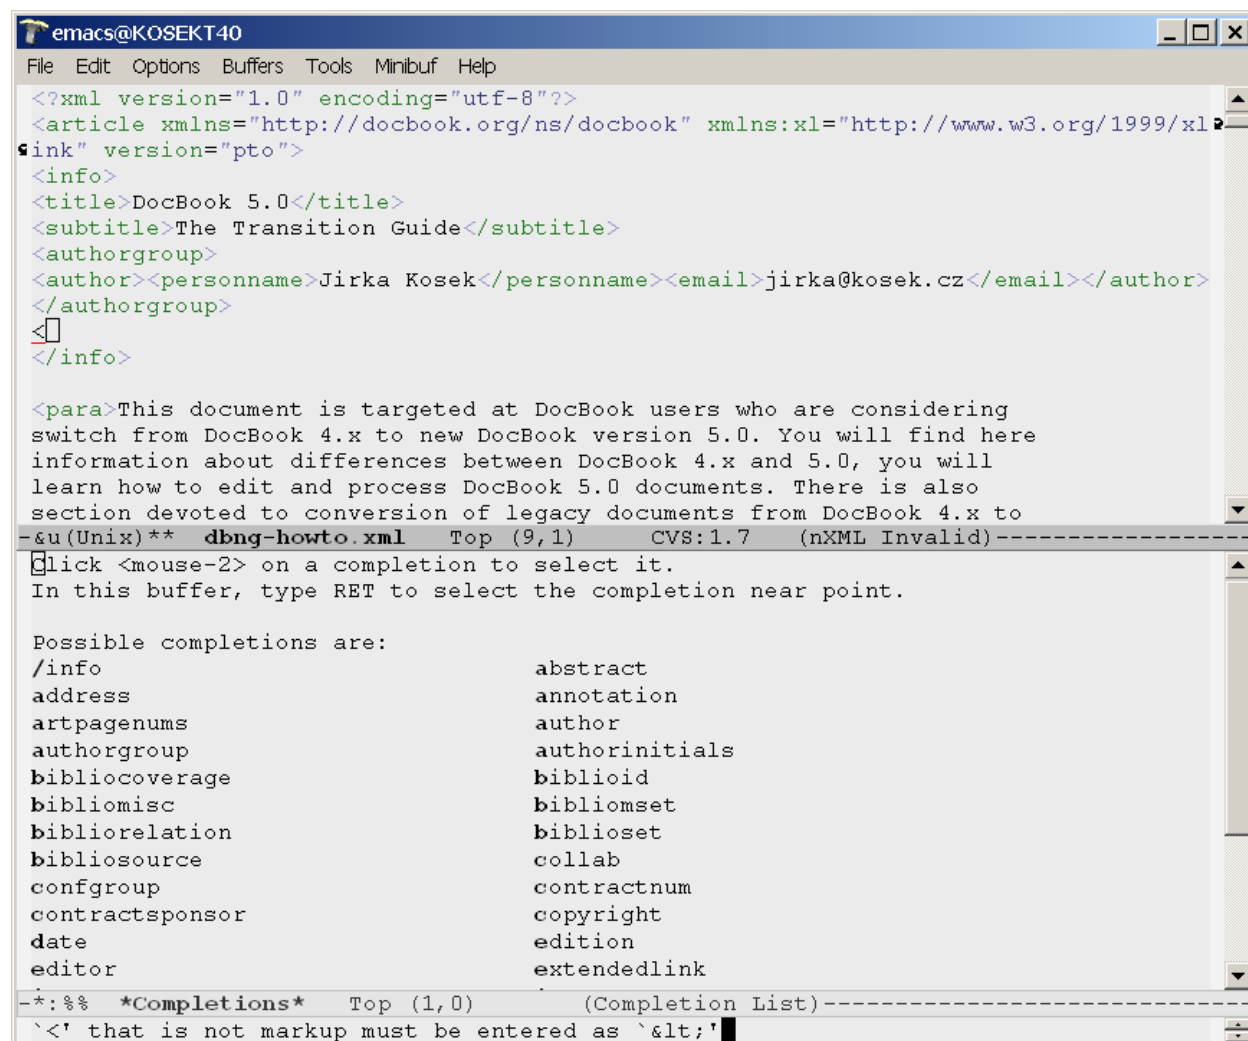 emacs@KOSEKT40
File Edit Options Buffers Tools Minibuf Help
<?xml version="1.0" encoding="utf-8"?>
<article xmlns="http://docbook.org/ns/docbook" xmlns:xl="http://www.w3.org/1999/xl
ink" version="pto">
<info>
<title>DocBook 5.0</title>
<subtitle>The Transition Guide</subtitle>
<authorgroup>
<author><personname>Jirka Kosek</personname><email>jirka@kosek.cz</email></author>
</authorgroup>
<
</info>
<para>This document is targeted at DocBook users who are considering
switch from DocBook 4.x to new DocBook version 5.0. You will find here
information about differences between DocBook 4.x and 5.0, you will
learn how to edit and process DocBook 5.0 documents. There is also
section devoted to conversion of legacy documents from DocBook 4.x to
-&u(Unix)** dbng-howto.xml Top (9,1) CVS:1.7 (nXML Invalid)------------------
Click <mouse-2> on a completion to select it.
In this buffer, type RET to select the completion near point.
Possible completions are:
/info abstract
address annotation
artpagenums author
authorgroup authorinitials
bibliocoverage biblioid
bibliomisc bibliomset
bibliorelation biblioset
bibliosource collab
confgroup contractnum
contractsponsor copyright
date edition
editor extendedlink
-*:%% *Completions* Top (1,0) (Completion List)------------------------------
`<' that is not markup must be entered as `&lt;'